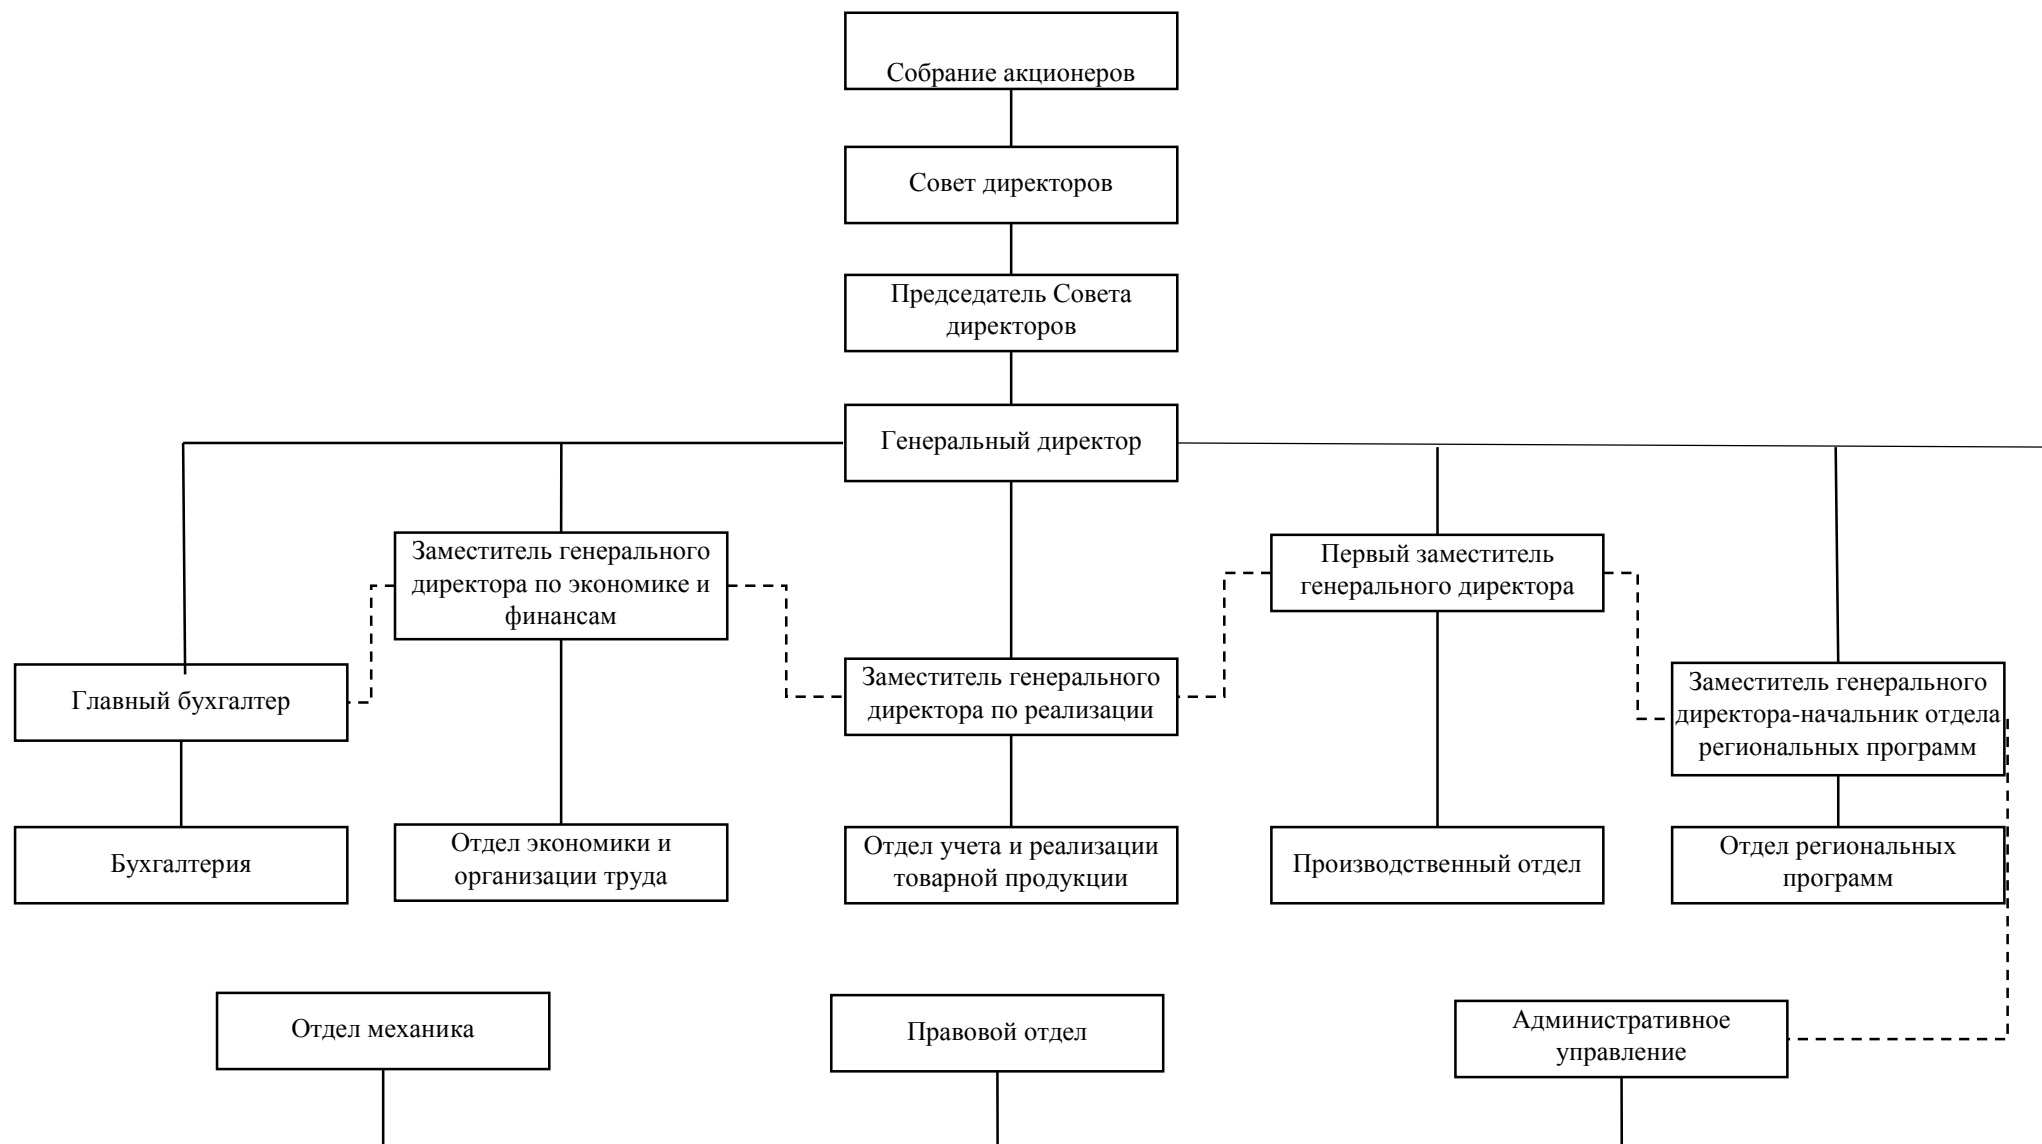 Собрание акционеров
Совет директоров
Председатель Совета
директоров
Генеральный директор
Заместитель генерального
директора по экономике и
финансам
Первый заместитель
генерального директора
Главный бухгалтер
Заместитель генерального
директора по реализации
Заместитель генерального
директора-начальник отдела
региональных программ
Бухгалтерия
Отдел экономики и
организации труда
Отдел учета и реализации
товарной продукции
Производственный отдел
Отдел региональных
программ
Отдел механика
Правовой отдел
Административное
управление